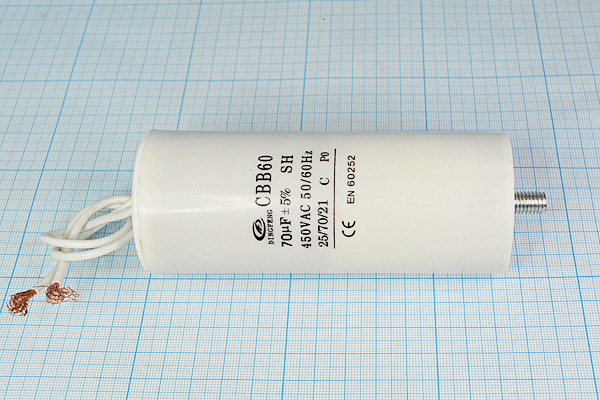 DINGFENG CBB60
70µF±5% SH
450VAC 50/60Hz
25/70/21 C P0
CE EN 60252